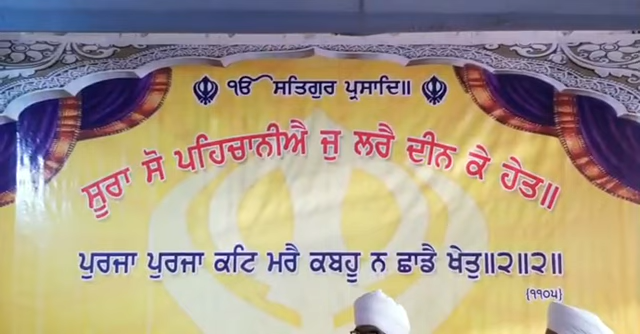 ੴ ਸਤਿਗੁਰ ਪ੍ਰਸਾਦਿ॥
ਸੂਰਾ ਸੋ ਪਹਿਚਾਨੀਐ ਜੁ ਲਰੈ ਦੀਨ ਕੇ ਹੇਤ॥
ਪੁਰਜਾ ਪੁਰਜਾ ਕਟਿ ਮਰੈ ਕਬਹੂ ਨ ਛਾਡੈ ਖੇਤੁ॥੨॥੨॥
{੧੧੦੫}